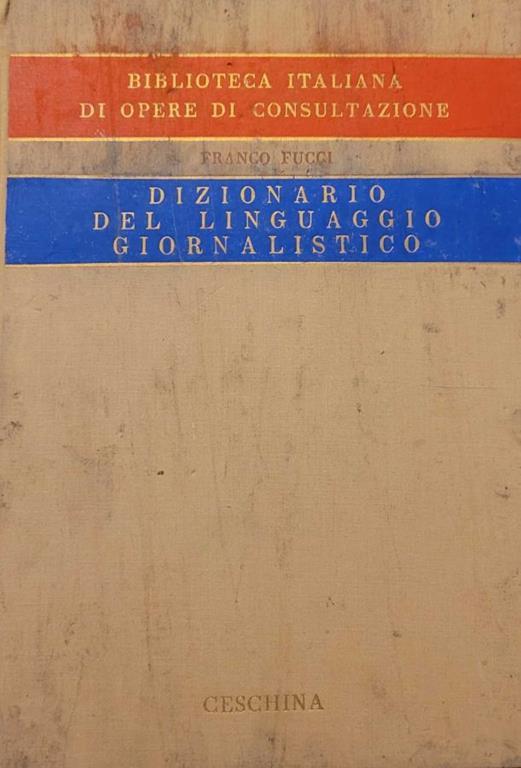 BIBLIOTECA ITALIANA
DI OPERE DI CONSULTAZIONE
FRANCO FUCCI
DIZIONARIO
DEL LINGUAGGIO
GIORNALISTICO
CESCHINA